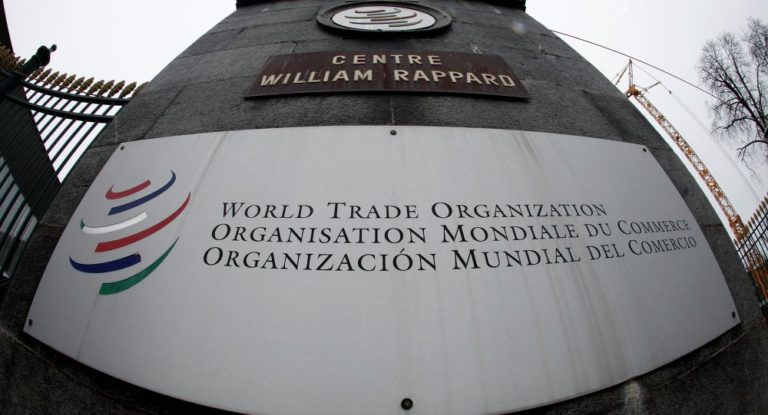 CENTRE
WILLIAM RAPPARD
WORLD TRADE ORGANIZATION
ORGANISATION MONDIALE DU COMMERCE
ORGANIZACIÓN MUNDIAL DEL COMERCIO